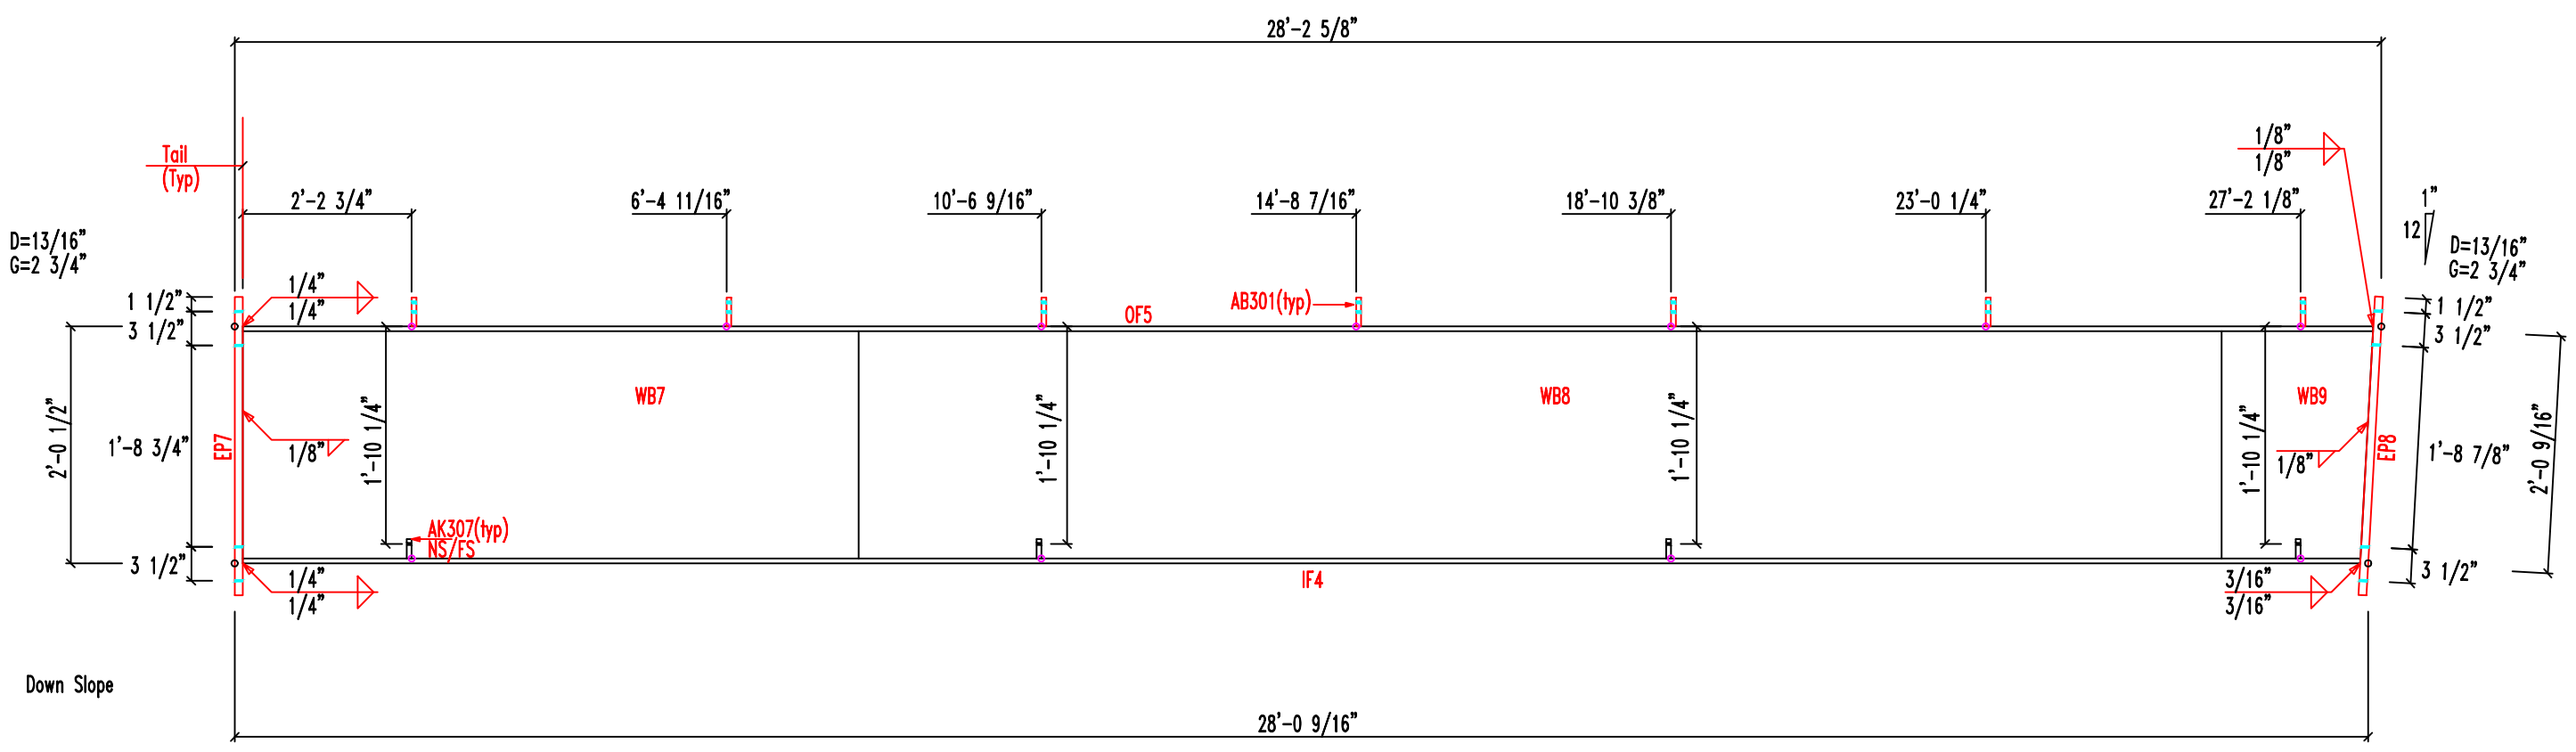 28'-2 5/8"
Tail
(Typ)
1/8"
1/8"
2'-2 3/4"
6'-4 11/16"
10'-6 9/16"
14'-8 7/16"
18'-10 3/8"
23'-0 1/4"
27'-2 1/8"
1"
12
D=13/16"
G=2 3/4"
D=13/16"
G=2 3/4"
1 1/2"
3 1/2"
1/4"
1/4"
AB301(typ)
OF5
1 1/2"
3 1/2"
2'-0 1/2"
1'-8 3/4"
EP7
1/8"
1'-10 1/4"
WB7
1'-10 1/4"
WB8
1'-10 1/4"
1'-10 1/4"
WB9
1/8"
EP8
1'-8 7/8"
2'-0 9/16"
AK307(typ)
NS/FS
3 1/2"
1/4"
1/4"
IF4
3/16"
3/16"
3 1/2"
Down Slope
28'-0 9/16"